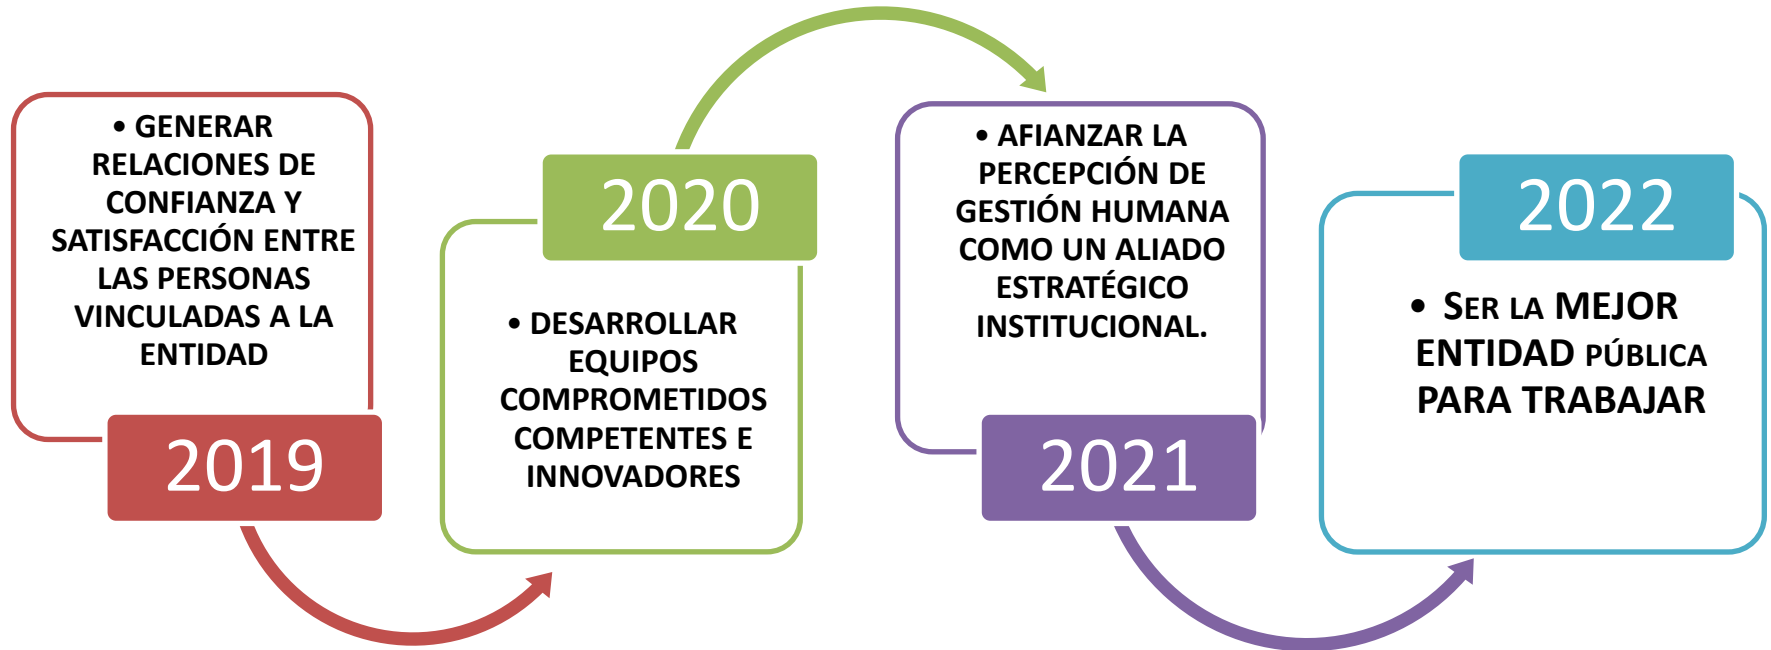 • GENERAR
RELACIONES DE
CONFIANZA Y
SATISFACCIÓN ENTRE
LAS PERSONAS
VINCULADAS A LA
ENTIDAD
2019
2020
• DESARROLLAR
EQUIPOS
COMPROMETIDOS
COMPETENTES E
INNOVADORES
• AFIANZAR LA
PERCEPCIÓN DE
GESTIÓN HUMANA
COMO UN ALIADO
ESTRATÉGICO
INSTITUCIONAL.
2021
2022
• SER LA MEJOR
ENTIDAD PÚBLICA
PARA TRABAJAR